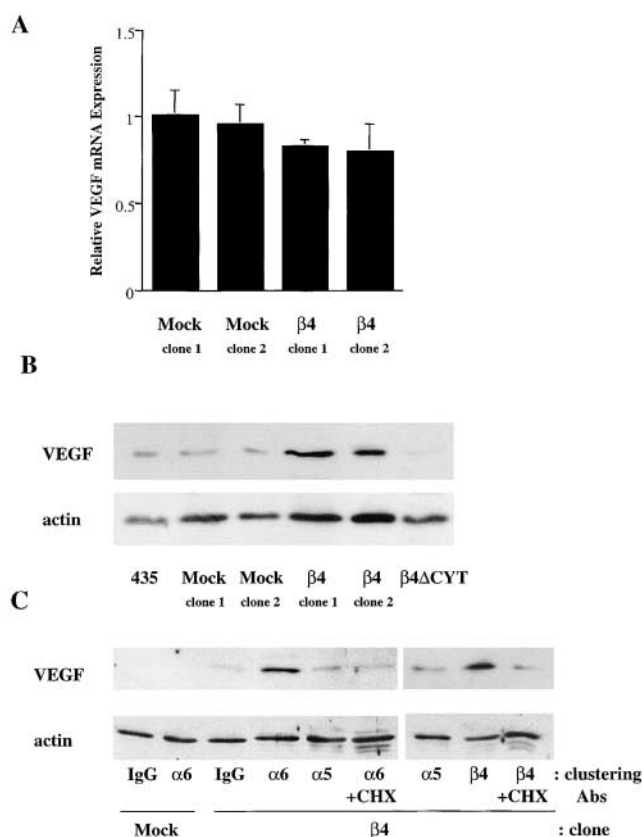 A
Relative VEGF mRNA Expression
1.5
1
0.5
0
Mock Mock β4 β4
clone 1 clone 2 clone 1 clone 2
B
VEGF
actin
435 Mock Mock β4 β4 β4ΔCYT
clone 1 clone 2 clone 1 clone 2
C
VEGF
actin
IgG α6 IgG α6 α5 α6 α5 β4 β4 : clustering
+CHX +CHX Abs
Mock β4 : clone